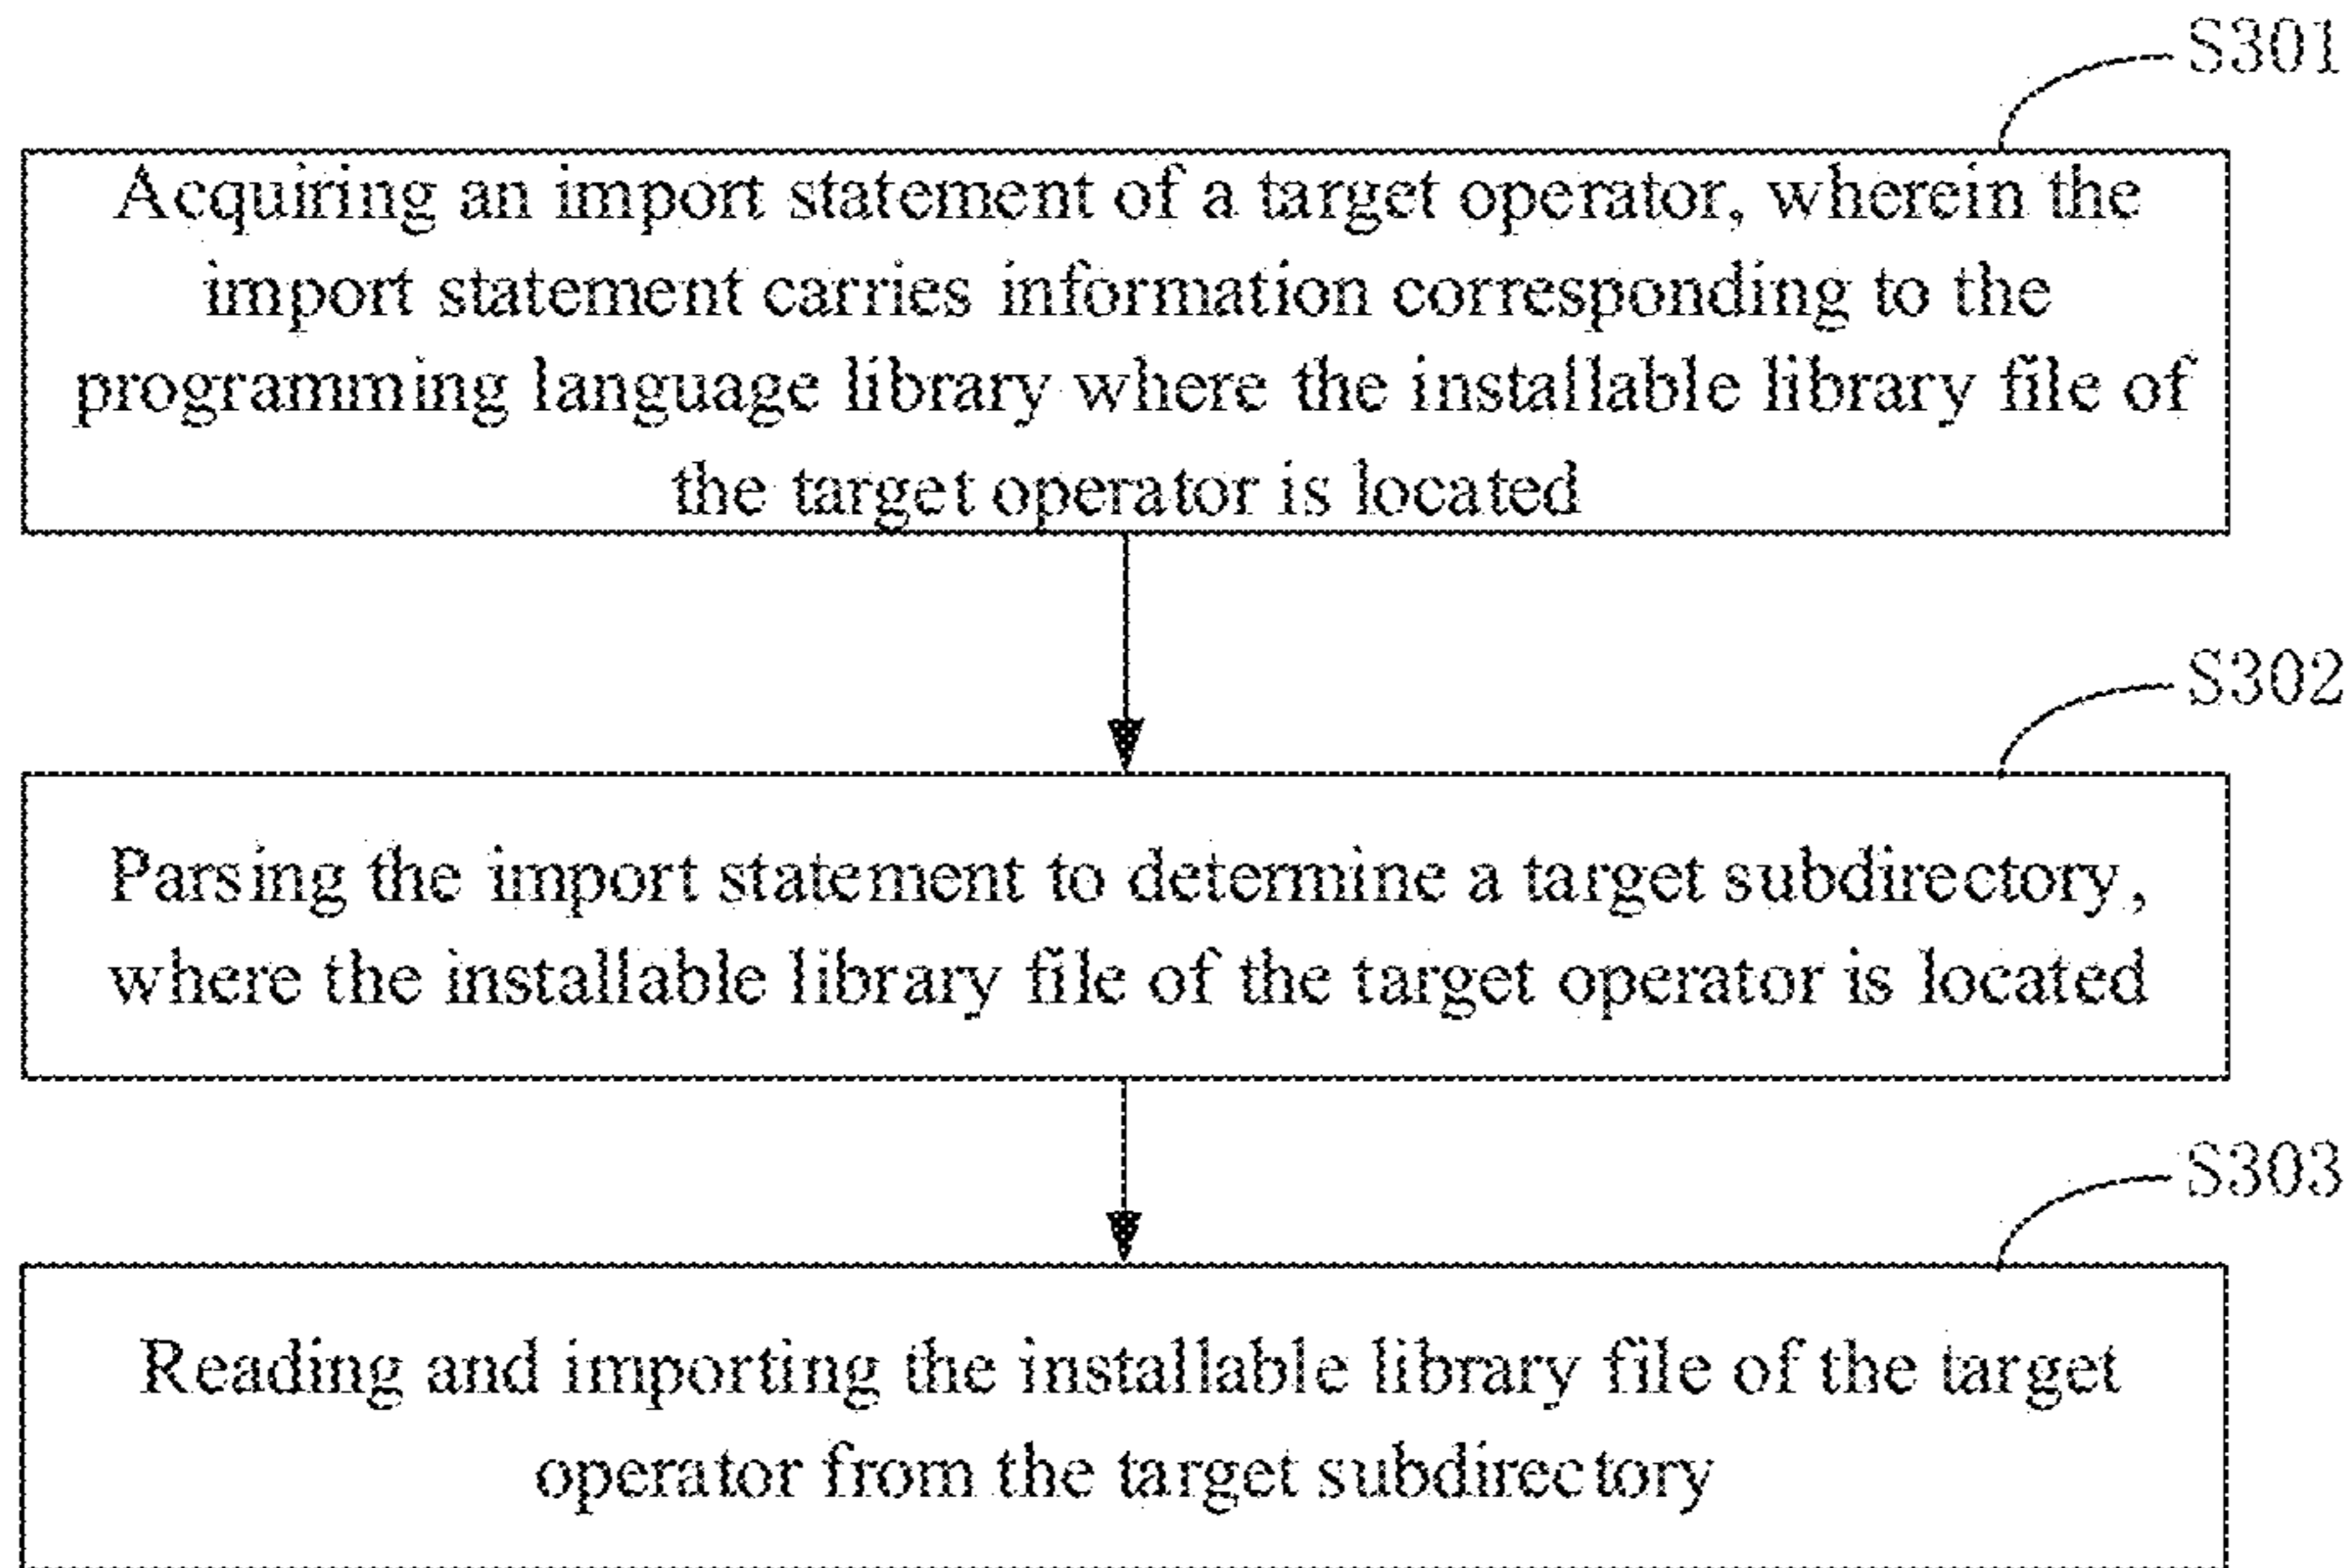 S301
Acquiring an import statement of a target operator, wherein the
import statement carries information corresponding to the
programming language library where the installable library file of
the target operator is located
S302
Parsing the import statement to determine a target subdirectory,
where the installable library file of the target operator is located
S303
Reading and importing the installable library file of the target
operator from the target subdirectory